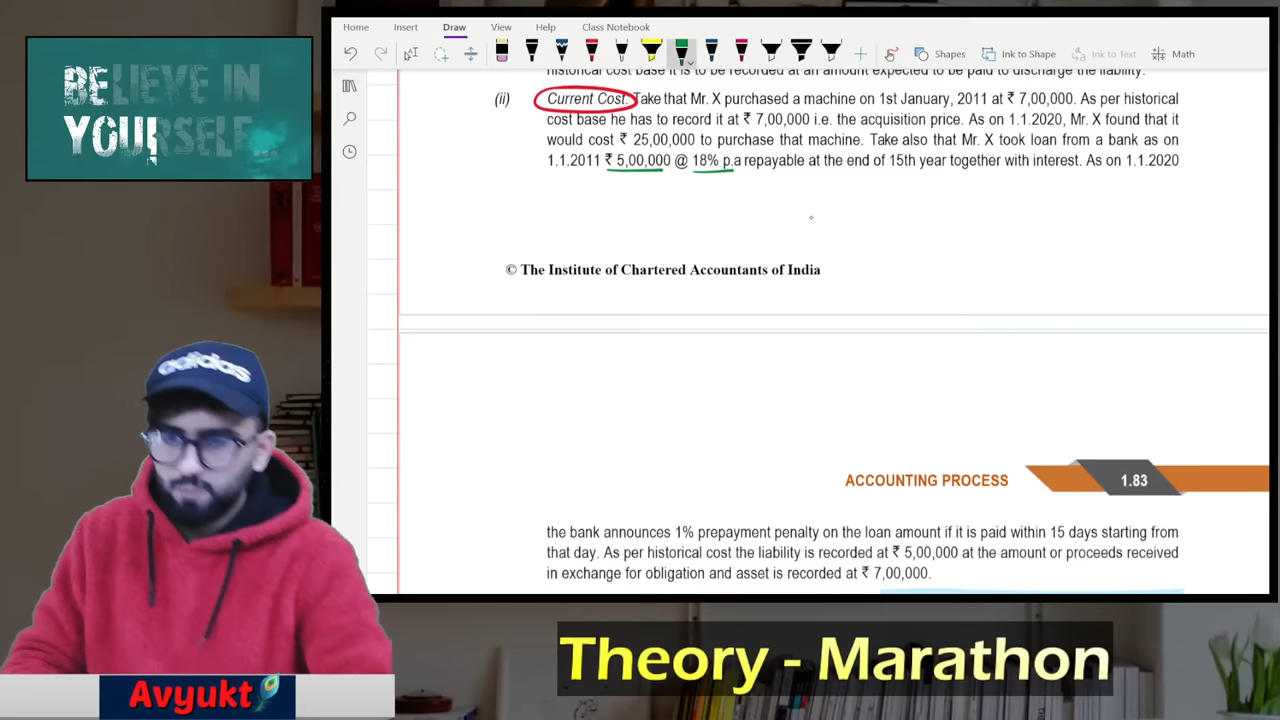 Home Insert Draw View Help Class Notebook
Shapes Ink to Shape Ink to Text Math
historical cost base it is to be recorded at an amount expected to be paid to discharge the liability.
(ii) Current Cost. Take that Mr. X purchased a machine on 1st January, 2011 at ₹ 7,00,000. As per historical
cost base he has to record it at ₹ 7,00,000 i.e. the acquisition price. As on 1.1.2020, Mr. X found that it
would cost ₹ 25,00,000 to purchase that machine. Take also that Mr. X took loan from a bank as on
1.1.2011 ₹ 5,00,000 @ 18% p.a repayable at the end of 15th year together with interest. As on 1.1.2020
© The Institute of Chartered Accountants of India
ACCOUNTING PROCESS 1.83
the bank announces 1% prepayment penalty on the loan amount if it is paid within 15 days starting from
that day. As per historical cost the liability is recorded at ₹ 5,00,000 at the amount or proceeds received
in exchange for obligation and asset is recorded at ₹ 7,00,000.
BELIEVE IN
YOURSELF...
adidas
Theory - Marathon
Avyukt